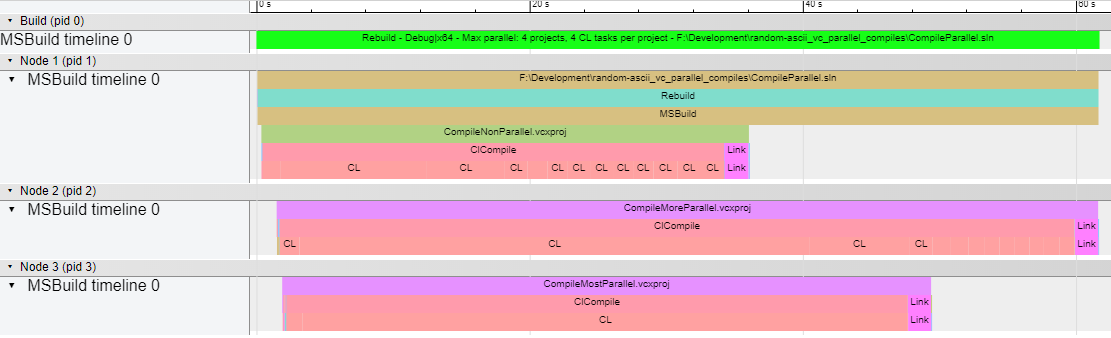 0 s 20 s 40 s 60 s
Build (pid 0)
MSBuild timeline 0
Rebuild - Debug|x64 - Max parallel: 4 projects, 4 CL tasks per project - F:\Development\random-ascii_vc_parallel_compiles\CompileParallel.sln
Node 1 (pid 1)
MSBuild timeline 0
F:\Development\random-ascii_vc_parallel_compiles\CompileParallel.sln
Rebuild
MSBuild
CompileNonParallel.vcxproj
ClCompile Link
CL CL CL CL CL CL CL CL CL CL CL Link
Node 2 (pid 2)
MSBuild timeline 0
CompileMoreParallel.vcxproj
ClCompile Link
CL CL CL CL Link
Node 3 (pid 3)
MSBuild timeline 0
CompileMostParallel.vcxproj
ClCompile Link
CL Link